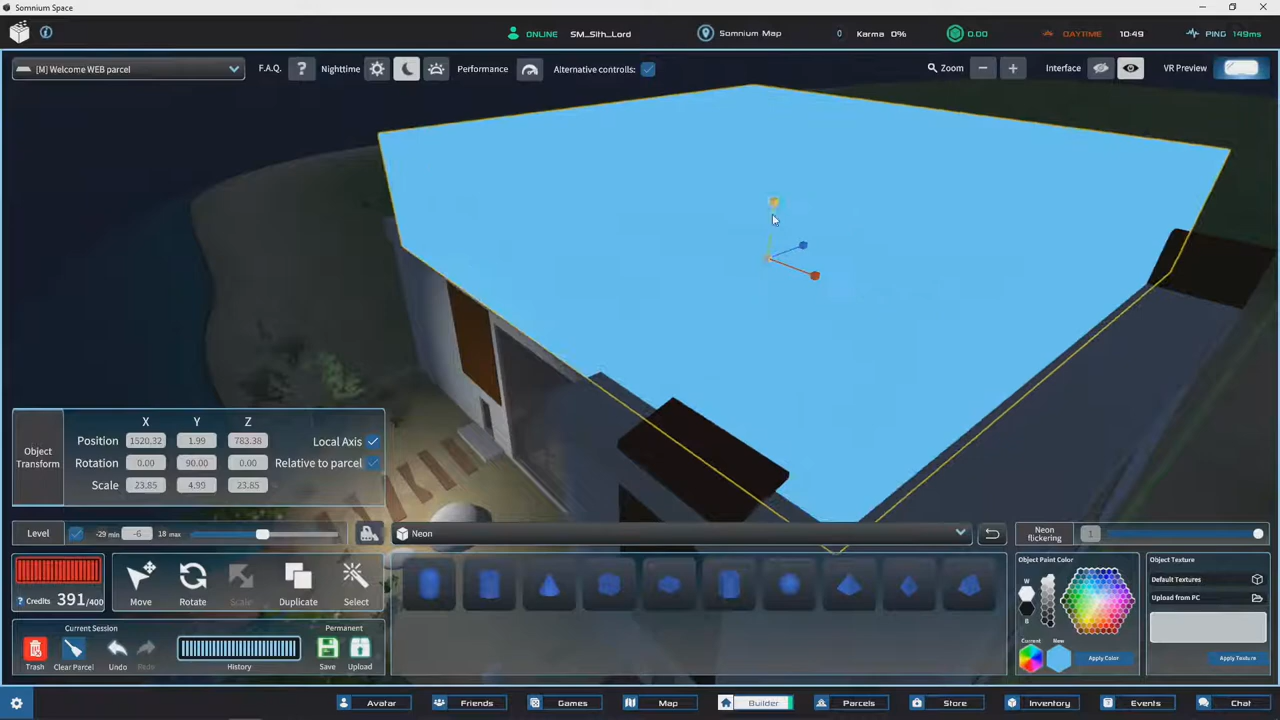 Somnium Space
ONLINE SM_Sith_Lord Somnium Map 0 Karma 0% 0.00 DAYTIME 10:49 PING 149ms
[M] Welcome WEB parcel F.A.Q. ? Nighttime Performance Alternative controlls: Zoom Interface VR Preview
X Y Z
Object Transform
Position 1520.32 1.99 783.38 Local Axis
Rotation 0.00 90.00 0.00 Relative to parcel
Scale 23.85 4.99 23.85
Level -29 min -6 18 max Neon Neon flickering 1
? Credits 391/400 Move Rotate Scale Duplicate Select
Current Session Permanent
Trash Clear Parcel Undo Redo History Save Upload
Object Paint Color
W
B
Current New Apply Color
Object Texture
Default Textures
Upload from PC
Apply Texture
Avatar Friends Games Map Builder Parcels Store Inventory Events Chat